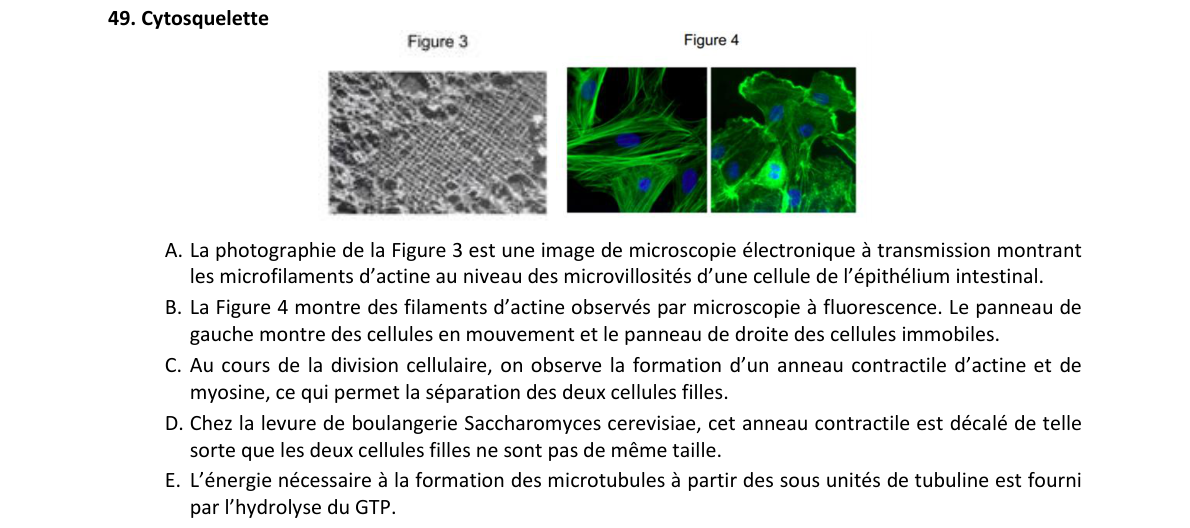 49. Cytosquelette
Figure 3
Figure 4
A. La photographie de la Figure 3 est une image de microscopie électronique à transmission montrant
les microfilaments d’actine au niveau des microvillosités d’une cellule de l’épithélium intestinal.
B. La Figure 4 montre des filaments d’actine observés par microscopie à fluorescence. Le panneau de
gauche montre des cellules en mouvement et le panneau de droite des cellules immobiles.
C. Au cours de la division cellulaire, on observe la formation d’un anneau contractile d’actine et de
myosine, ce qui permet la séparation des deux cellules filles.
D. Chez la levure de boulangerie Saccharomyces cerevisiae, cet anneau contractile est décalé de telle
sorte que les deux cellules filles ne sont pas de même taille.
E. L’énergie nécessaire à la formation des microtubules à partir des sous unités de tubuline est fourni
par l’hydrolyse du GTP.